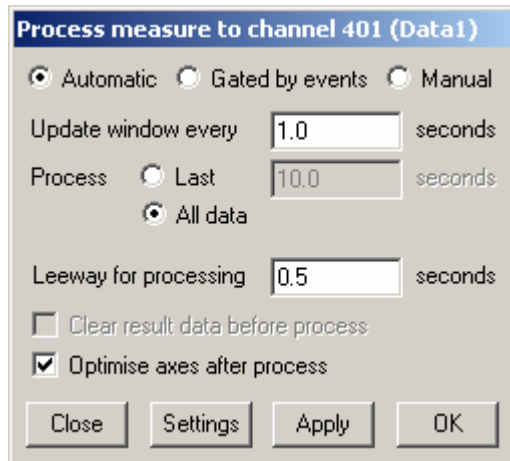 Process measure to channel 401 (Data1)
Automatic Gated by events Manual
Update window every 1.0 seconds
Process Last 10.0 seconds
All data
Leeway for processing 0.5 seconds
Clear result data before process
Optimise axes after process
Close Settings Apply OK